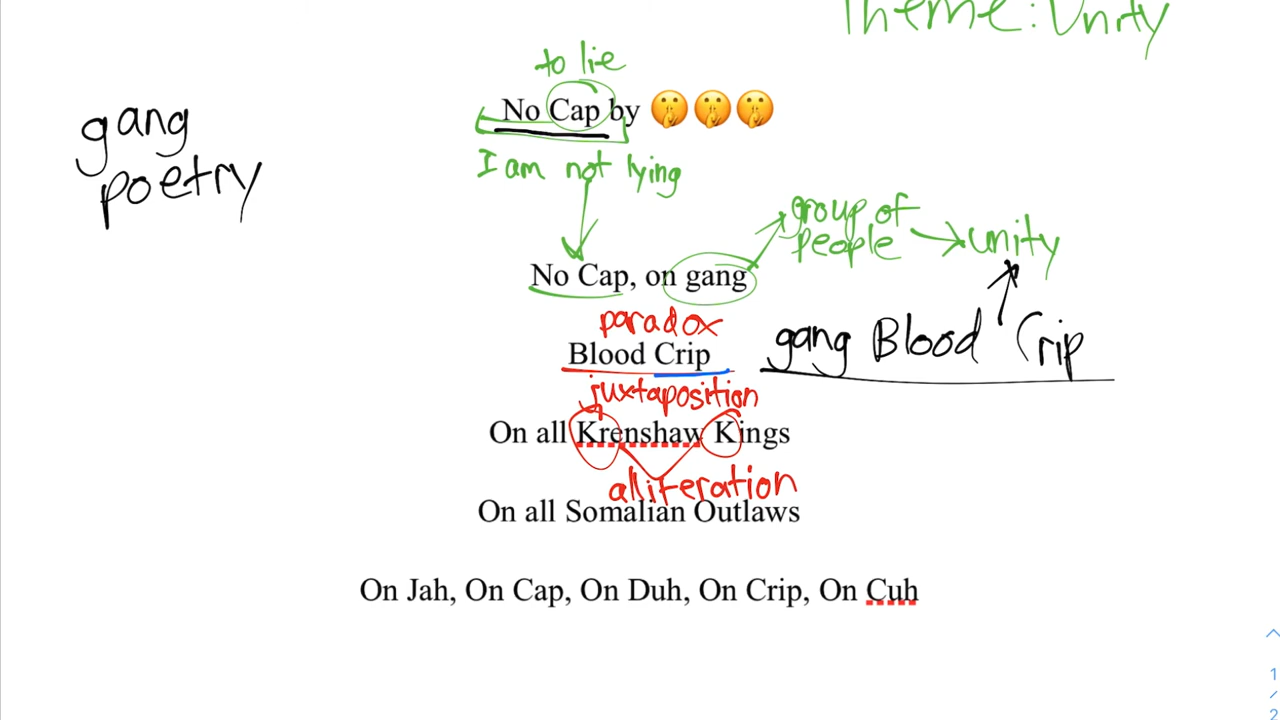 Theme: Unity
to lie
No Cap by 🤫🤫🤫
gang
poetry
I am not lying
group of
people
unity
No Cap, on gang
paradox
Blood Crip
gang Blood Crip
juxtaposition
On all Krenshaw Kings
alliteration
On all Somalian Outlaws
On Jah, On Cap, On Duh, On Crip, On Cuh
1
/
2